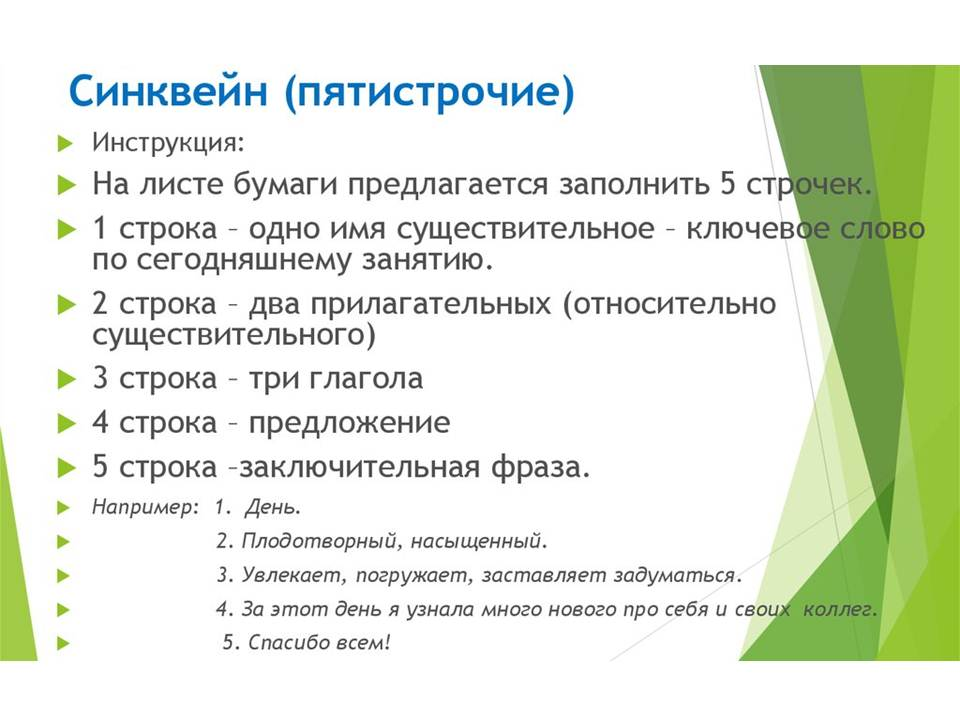 Синквейн (пятистрочие)
Инструкция:
На листе бумаги предлагается заполнить 5 строчек.
1 строка – одно имя существительное – ключевое слово
по сегодняшнему занятию.
2 строка – два прилагательных (относительно
существительного)
3 строка – три глагола
4 строка – предложение
5 строка –заключительная фраза.
Например: 1. День.
2. Плодотворный, насыщенный.
3. Увлекает, погружает, заставляет задуматься.
4. За этот день я узнала много нового про себя и своих коллег.
5. Спасибо всем!